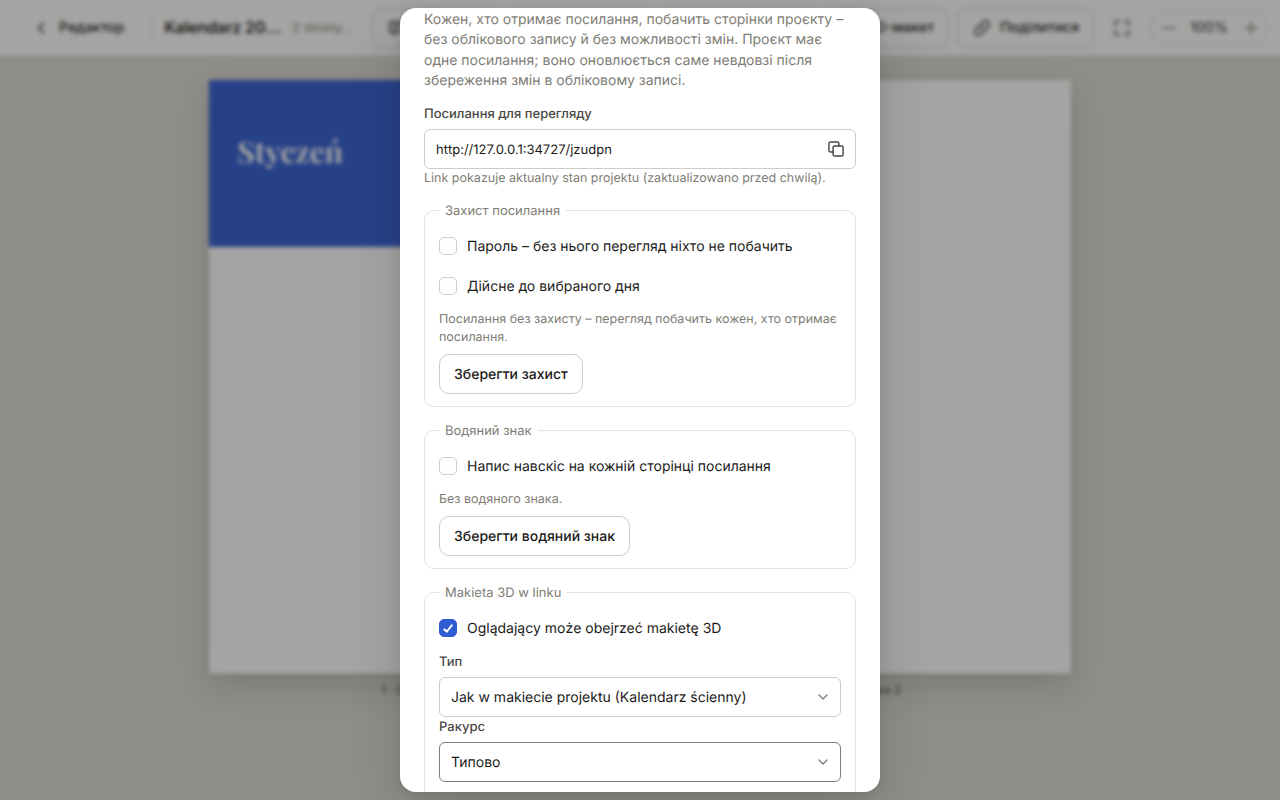 Редактор
Kalendarz 20...
2 strony...
Поділитися
100%
Styczeń
Кожен, хто отримає посилання, побачить сторінки проєкту –
без облікового запису й без можливості змін. Проєкт має
одне посилання; воно оновлюється саме невдовзі після
збереження змін в обліковому записі.
Посилання для перегляду
http://127.0.0.1:34727/jzudpn
Link pokazuje aktualny stan projektu (zaktualizowano przed chwilą).
Захист посилання
Пароль – без нього перегляд ніхто не побачить
Дійсне до вибраного дня
Посилання без захисту – перегляд побачить кожен, хто отримає
посилання.
Зберегти захист
Водяний знак
Напис навскіс на кожній сторінці посилання
Без водяного знака.
Зберегти водяний знак
Makieta 3D w linku
Oglądający może obejrzeć makietę 3D
Тип
Jak w makiecie projektu (Kalendarz ścienny)
Ракурс
Типово